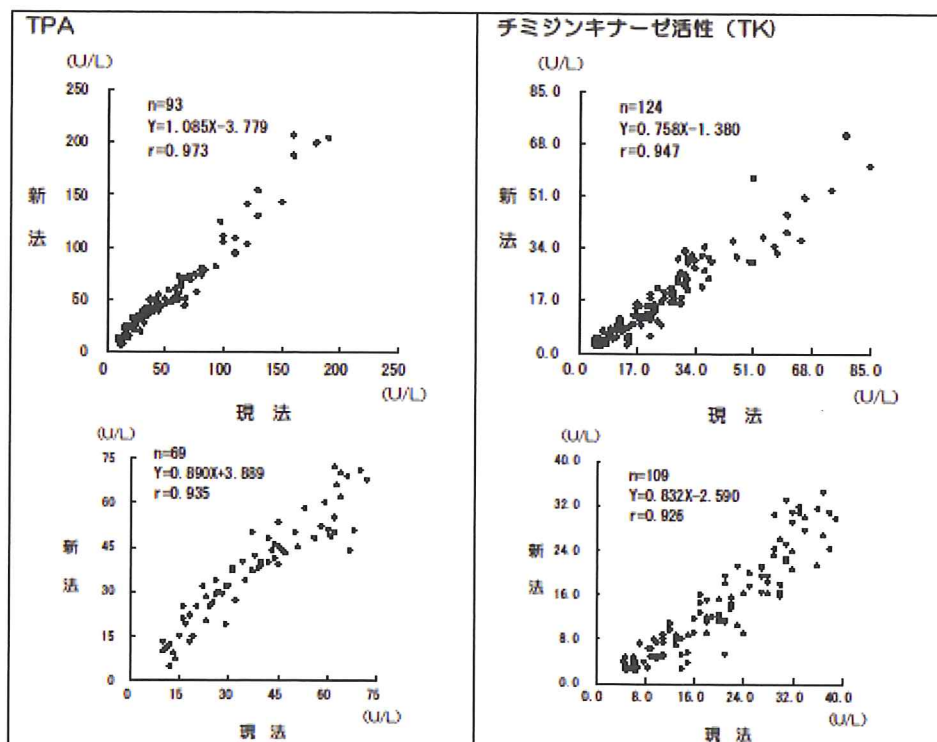 TPA
(U/L)
250
200
150
100
50
0
n=93
Y=1.085X-3.779
r=0.973
新
法
0 50 100 150 200 250
(U/L)
現 法
(U/L)
75
60
45
30
15
0
n=69
Y=0.890X+3.889
r=0.935
新
法
0 15 30 45 60 75
(U/L)
現 法
チミジンキナーゼ活性 (TK)
(U/L)
85.0
68.0
51.0
34.0
17.0
0.0
n=124
Y=0.758X-1.380
r=0.947
新
法
0.0 17.0 34.0 51.0 68.0 85.0
(U/L)
現 法
(U/L)
40.0
32.0
24.0
16.0
8.0
0.0
n=109
Y=0.832X-2.590
r=0.926
新
法
0.0 8.0 16.0 24.0 32.0 40.0
(U/L)
現 法